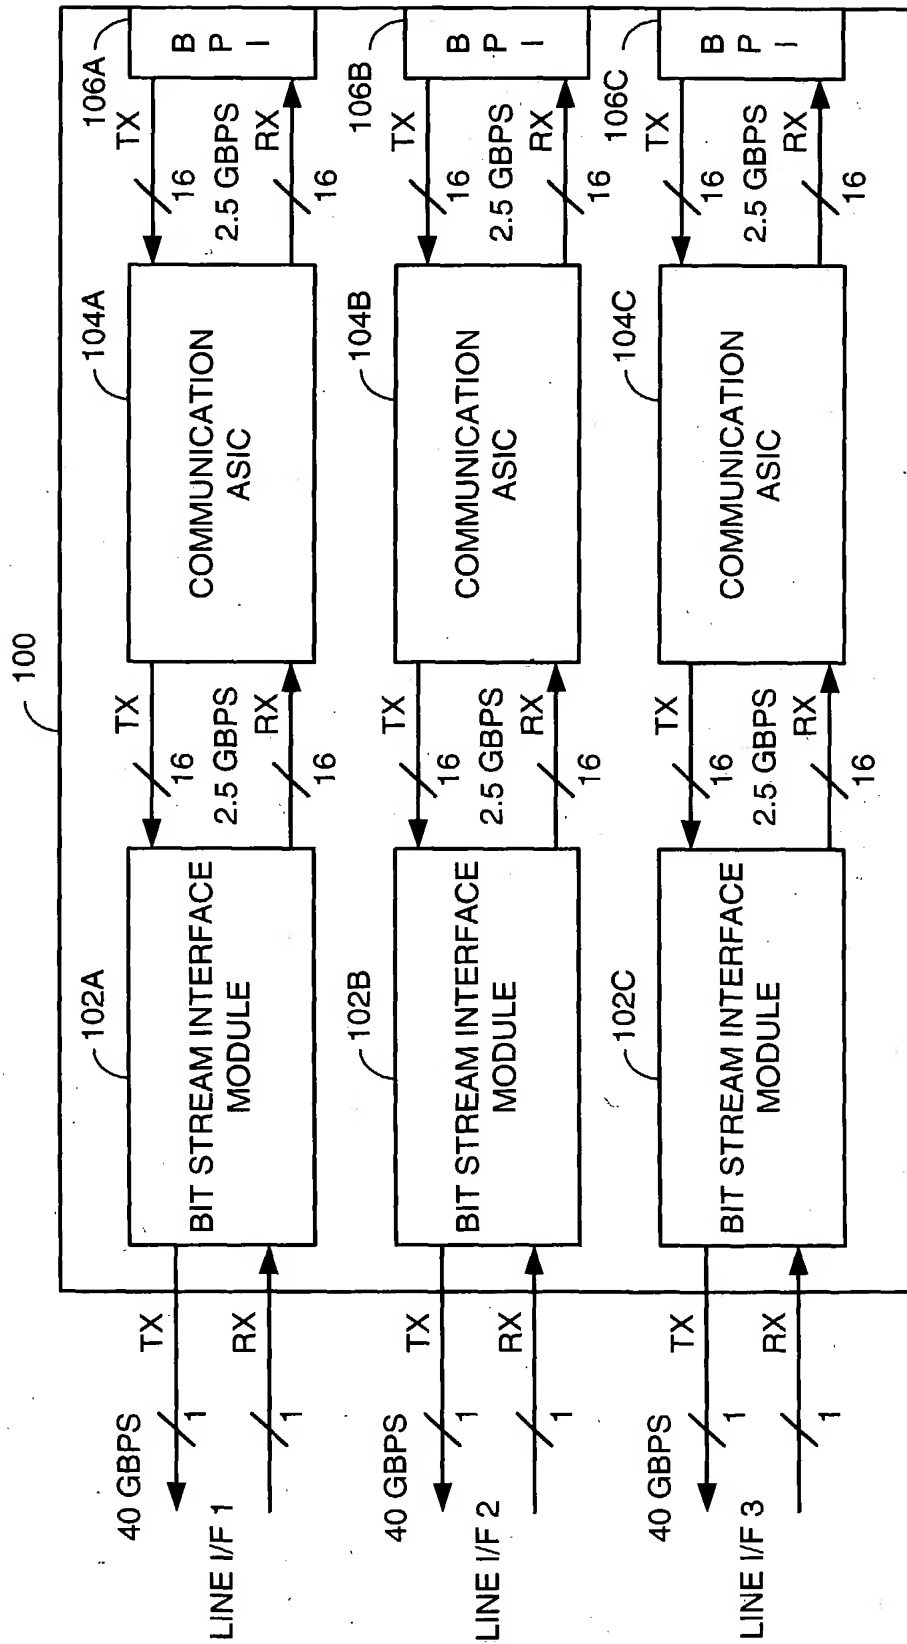 100
40 GBPS
TX
1
LINE I/F 1
RX
1
102A
BIT STREAM INTERFACE
MODULE
TX
16
2.5 GBPS
RX
16
104A
COMMUNICATION
ASIC
TX
16
2.5 GBPS
RX
16
106A
B
P
I
40 GBPS
TX
1
LINE I/F 2
RX
1
102B
BIT STREAM INTERFACE
MODULE
TX
16
2.5 GBPS
RX
16
104B
COMMUNICATION
ASIC
TX
16
2.5 GBPS
RX
16
106B
B
P
I
40 GBPS
TX
1
LINE I/F 3
RX
1
102C
BIT STREAM INTERFACE
MODULE
TX
16
2.5 GBPS
RX
16
104C
COMMUNICATION
ASIC
TX
16
2.5 GBPS
RX
16
106C
B
P
I